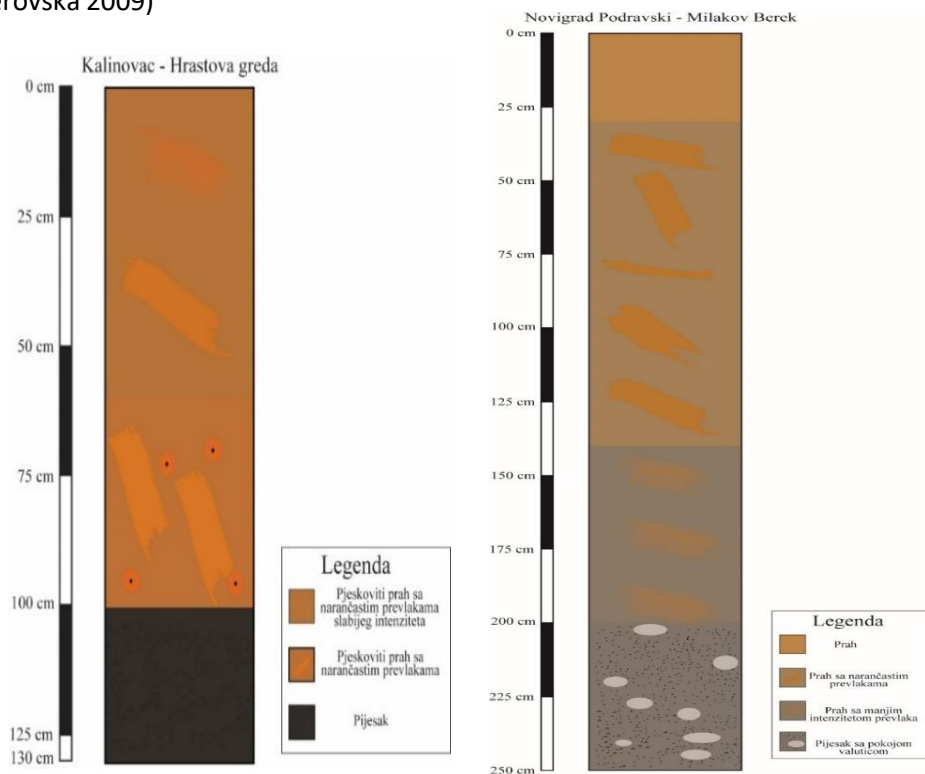 erovska 2009)
Kalinovac - Hrastova greda
0 cm
25 cm
50 cm
75 cm
100 cm
125 cm
130 cm
Legenda
Pjeskoviti prah sa
narančastim prevlakama
slabijeg intenziteta
Pjeskoviti prah sa
narančastim prevlakama
Pijesak
Novigrad Podravski - Milakov Berek
0 cm
25 cm
50 cm
75 cm
100 cm
125 cm
150 cm
175 cm
200 cm
225 cm
250 cm
Legenda
Prah
Prah sa narančastim
prevlakama
Prah sa manjim
intenzitetom prevlaka
Pijesak sa pokojom
valuticom